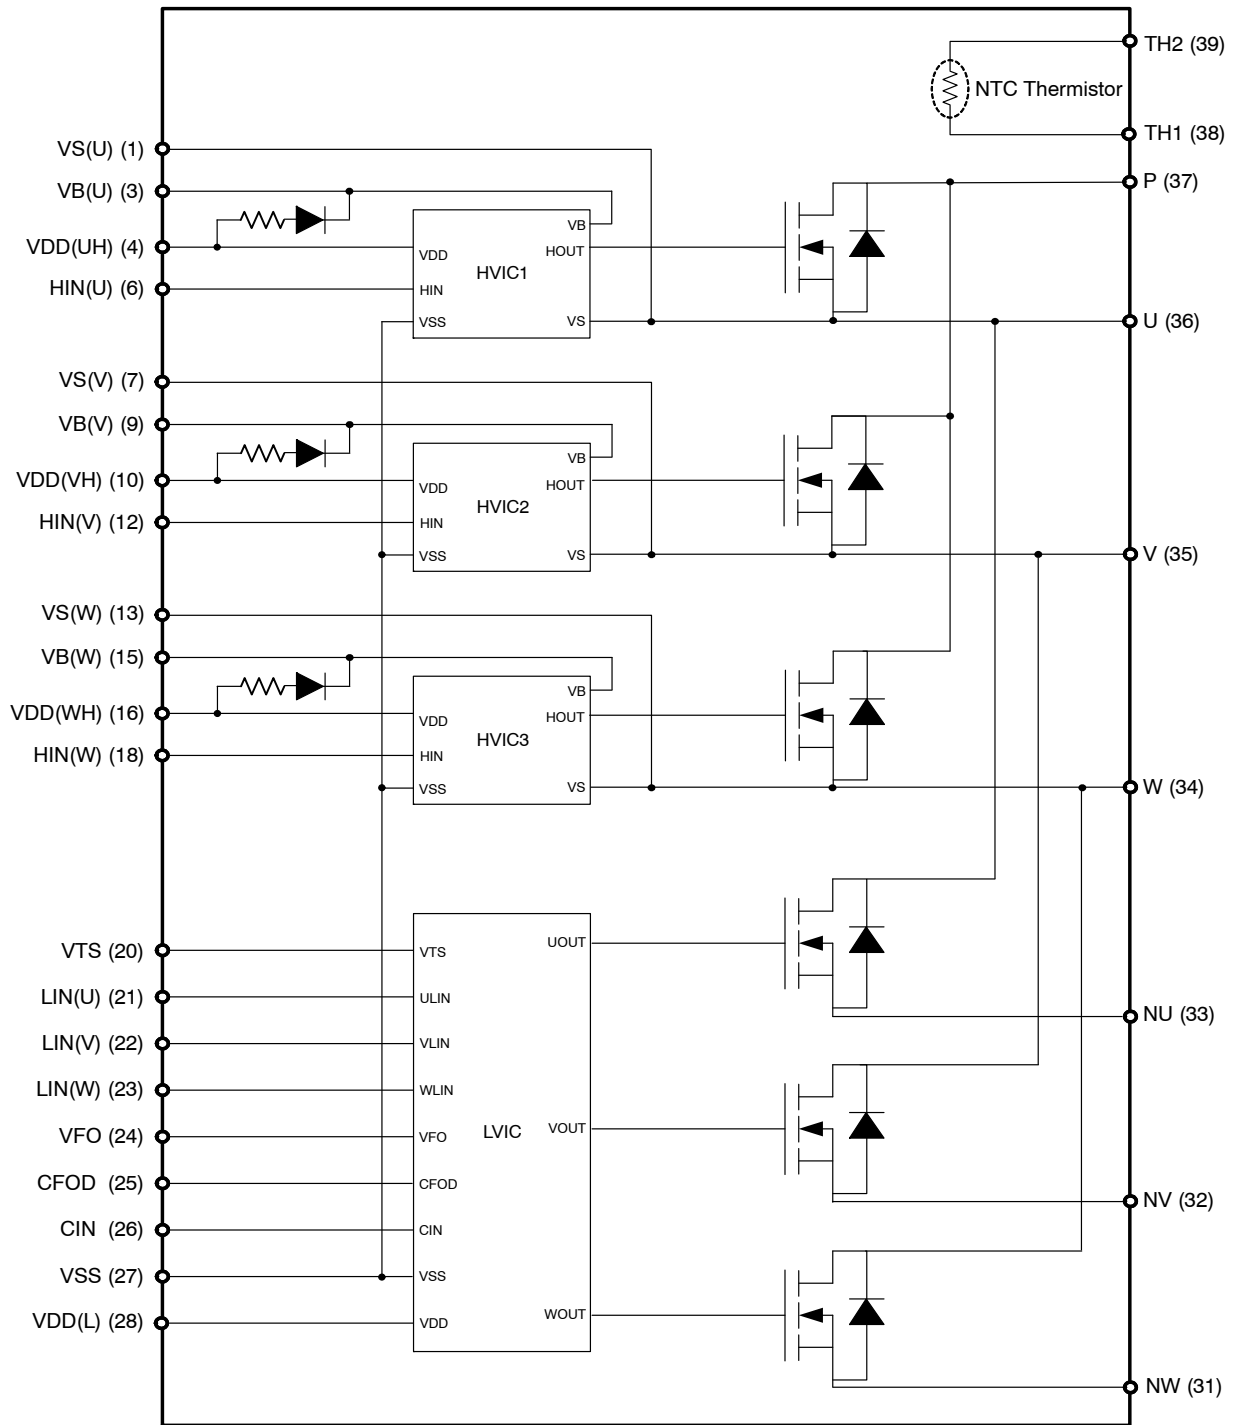 TH2 (39)
NTC Thermistor
TH1 (38)
VS(U) (1)
VB(U) (3)
P (37)
VB
VDD(UH) (4)
VDD
HOUT
HVIC1
HIN(U) (6)
HIN
VSS
VS
U (36)
VS(V) (7)
VB(V) (9)
VB
VDD(VH) (10)
VDD
HOUT
HVIC2
HIN(V) (12)
HIN
VSS
VS
V (35)
VS(W) (13)
VB(W) (15)
VB
VDD(WH) (16)
VDD
HOUT
HVIC3
HIN(W) (18)
HIN
VSS
VS
W (34)
VTS (20)
VTS
UOUT
LIN(U) (21)
ULIN
NU (33)
LIN(V) (22)
VLIN
LIN(W) (23)
WLIN
VFO (24)
VFO
LVIC
VOUT
CFOD (25)
CFOD
NV (32)
CIN (26)
CIN
VSS (27)
VSS
VDD(L) (28)
VDD
WOUT
NW (31)